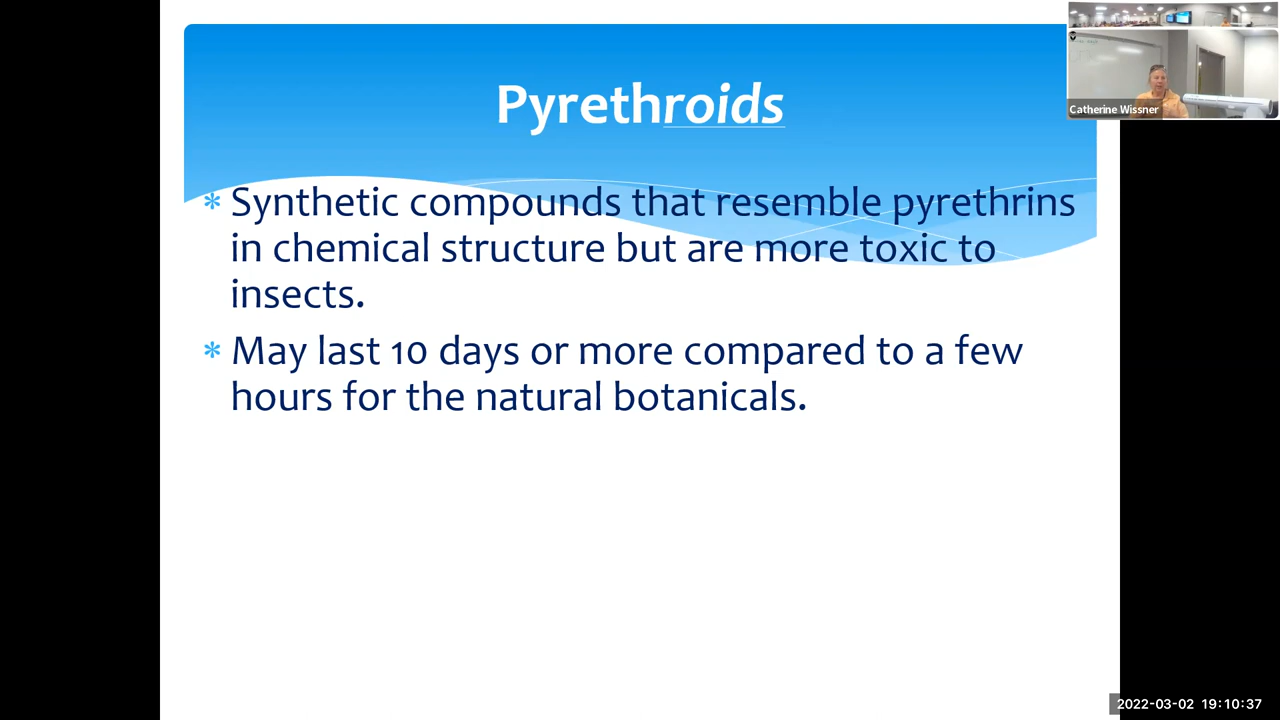 Pyrethroids
* Synthetic compounds that resemble pyrethrins
in chemical structure but are more toxic to
insects.
* May last 10 days or more compared to a few
hours for the natural botanicals.
Catherine Wissner
2022-03-02 19:10:37